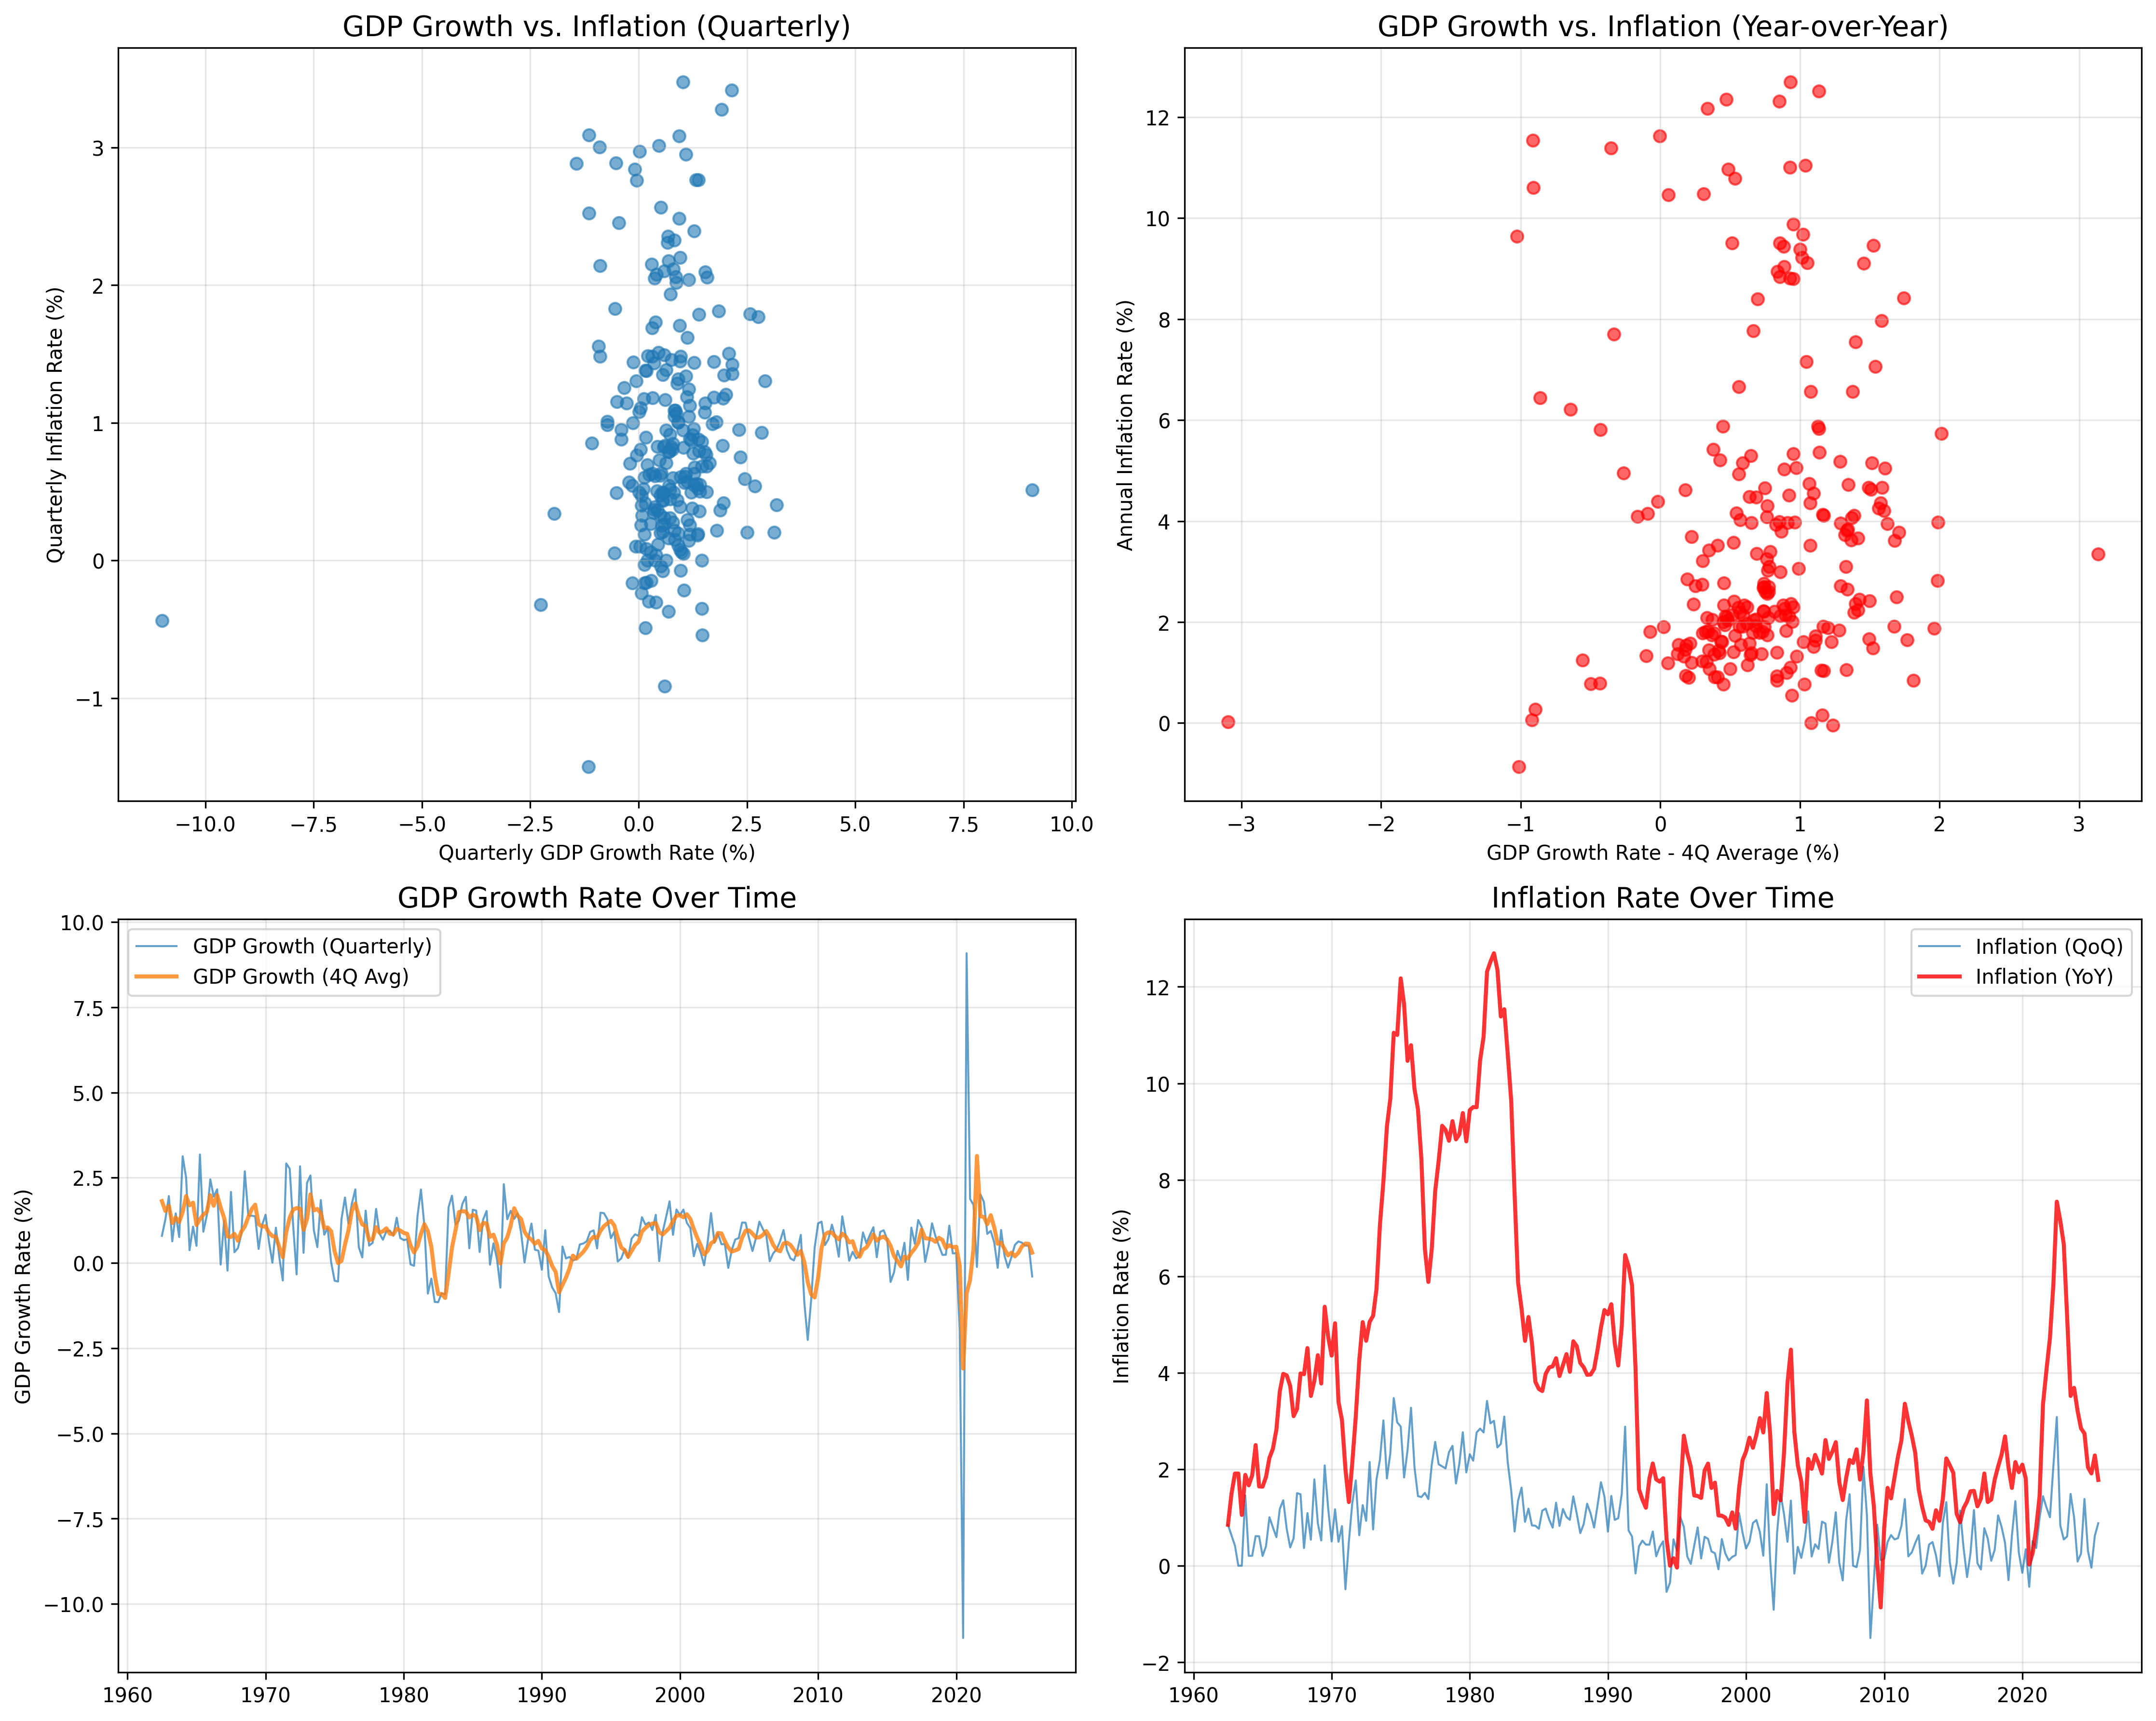 GDP Growth vs. Inflation (Quarterly)
Quarterly Inflation Rate (%)
3
2
1
0
−1
−10.0 −7.5 −5.0 −2.5 0.0 2.5 5.0 7.5 10.0
Quarterly GDP Growth Rate (%)
GDP Growth vs. Inflation (Year-over-Year)
Annual Inflation Rate (%)
12
10
8
6
4
2
0
−3 −2 −1 0 1 2 3
GDP Growth Rate - 4Q Average (%)
GDP Growth Rate Over Time
GDP Growth Rate (%)
10.0
7.5
5.0
2.5
0.0
−2.5
−5.0
−7.5
−10.0
GDP Growth (Quarterly)
GDP Growth (4Q Avg)
1960 1970 1980 1990 2000 2010 2020
Inflation Rate Over Time
Inflation Rate (%)
12
10
8
6
4
2
0
−2
Inflation (QoQ)
Inflation (YoY)
1960 1970 1980 1990 2000 2010 2020